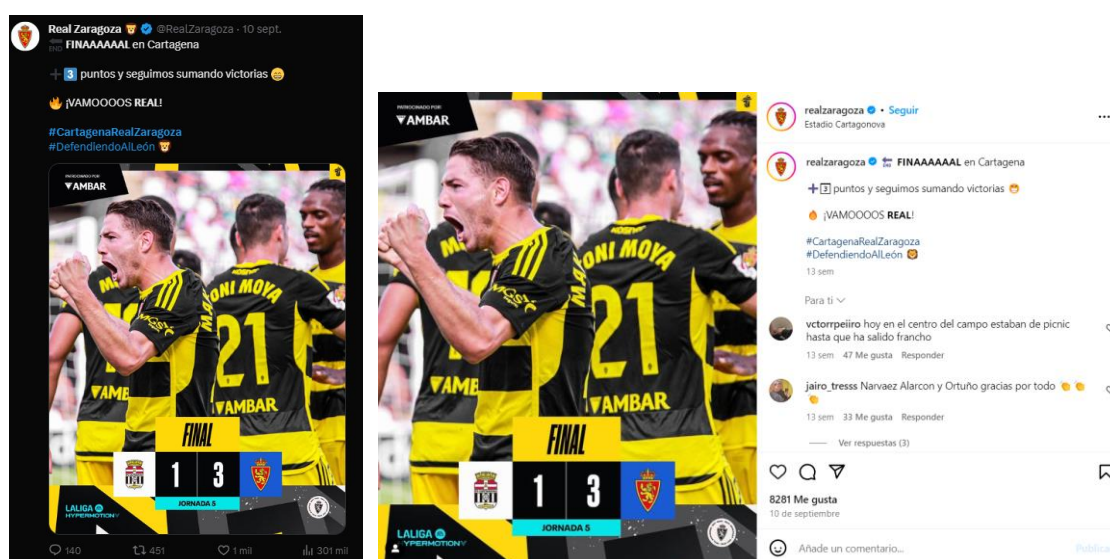 Real Zaragoza @RealZaragoza · 10 sept.
END FINAAAAAAL en Cartagena
+ 3 puntos y seguimos sumando victorias
¡VAMOOOOS REAL!
#CartagenaRealZaragoza
#DefendiendoAlLeón
PATROCINADO POR:
AMBAR
TONI MOYA
21
AMBAR
AMBAR
FINAL
1 3
JORNADA 5
LALIGA
HYPERMOTION
140 451 1 mil 301 mil
PATROCINADO POR:
AMBAR
TONI MOYA
21
AMBAR
AMBAR
FINAL
1 3
JORNADA 5
LALIGA
HYPERMOTION
realzaragoza • Seguir
Estadio Cartagonova
realzaragoza END FINAAAAAAL en Cartagena
+ 3 puntos y seguimos sumando victorias
¡VAMOOOOS REAL!
#CartagenaRealZaragoza
#DefendiendoAlLeón
13 sem
Para ti
vctorrpeiiro hoy en el centro del campo estaban de picnic
hasta que ha salido francho
13 sem 47 Me gusta Responder
jairo_tresss Narvaez Alarcon y Ortuño gracias por todo
13 sem 33 Me gusta Responder
Ver respuestas (3)
8281 Me gusta
10 de septiembre
Añade un comentario...
Publica